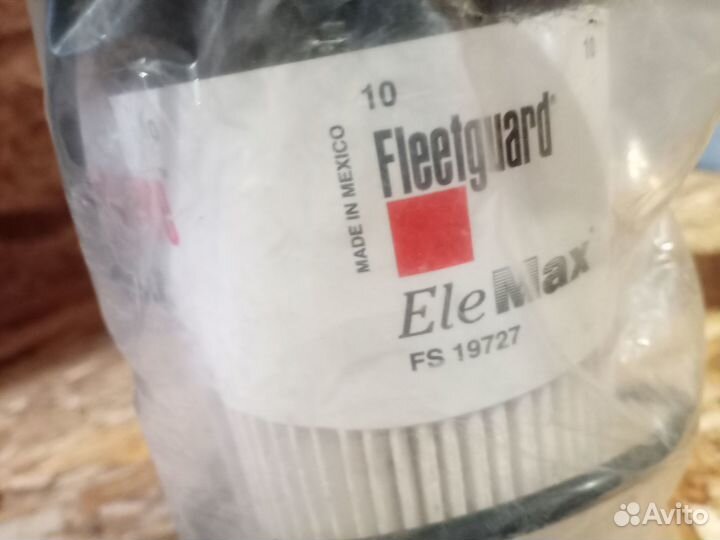 10
10
MADE IN MEXICO
Fleetguard®
EleMax
FS 19727
Avito